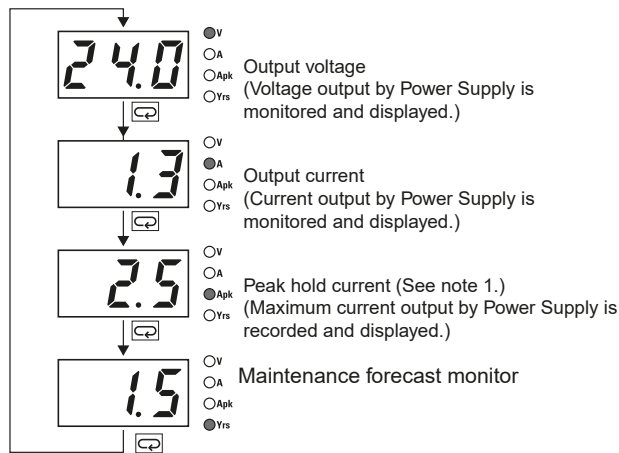 24.0
V
A
Apk
Yrs
Output voltage
(Voltage output by Power Supply is
monitored and displayed.)
1.3
V
A
Apk
Yrs
Output current
(Current output by Power Supply is
monitored and displayed.)
2.5
V
A
Apk
Yrs
Peak hold current (See note 1.)
(Maximum current output by Power Supply is
recorded and displayed.)
1.5
V
A
Apk
Yrs
Maintenance forecast monitor